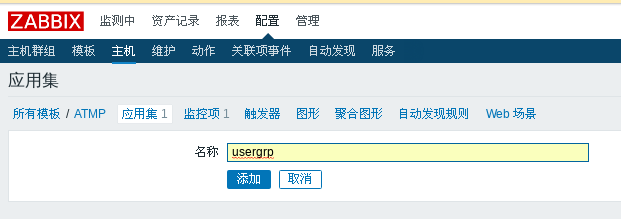 ZABBIX 监测中 资产记录 报表 配置 管理
主机群组 模板 主机 维护 动作 关联项事件 自动发现 服务
应用集
所有模板 / ATMP 应用集 1 监控项 1 触发器 图形 聚合图形 自动发现规则 Web 场景
名称 usergrp
添加 取消